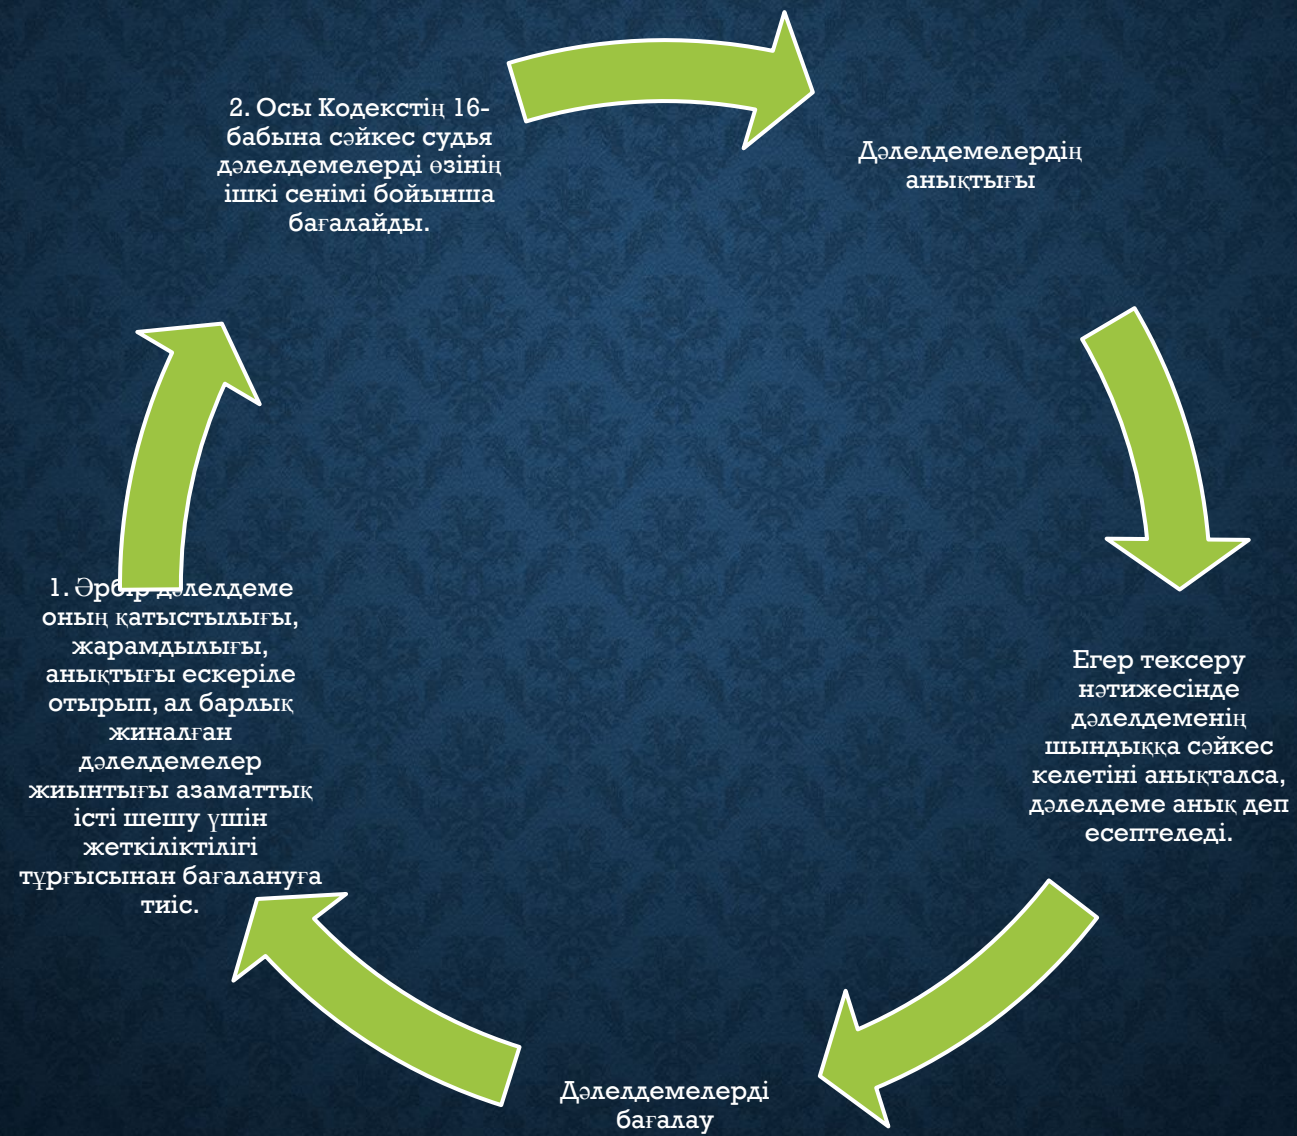 2. Осы Кодекстің 16-
бабына сәйкес судья
дәлелдемелерді өзінің
ішкі сенімі бойынша
бағалайды.
Дәлелдемелердің
анықтығы
Егер тексеру
нәтижесінде
дәлелдеменің
шындыққа сәйкес
келетіні анықталса,
дәлелдеме анық деп
есептеледі.
Дәлелдемелерді
бағалау
1. Әрбір дәлелдеме
оның қатыстылығы,
жарамдылығы,
анықтығы ескеріле
отырып, ал барлық
жиналған
дәлелдемелер
жиынтығы азаматтық
істі шешу үшін
жеткіліктілігі
тұрғысынан бағалануға
тиіс.